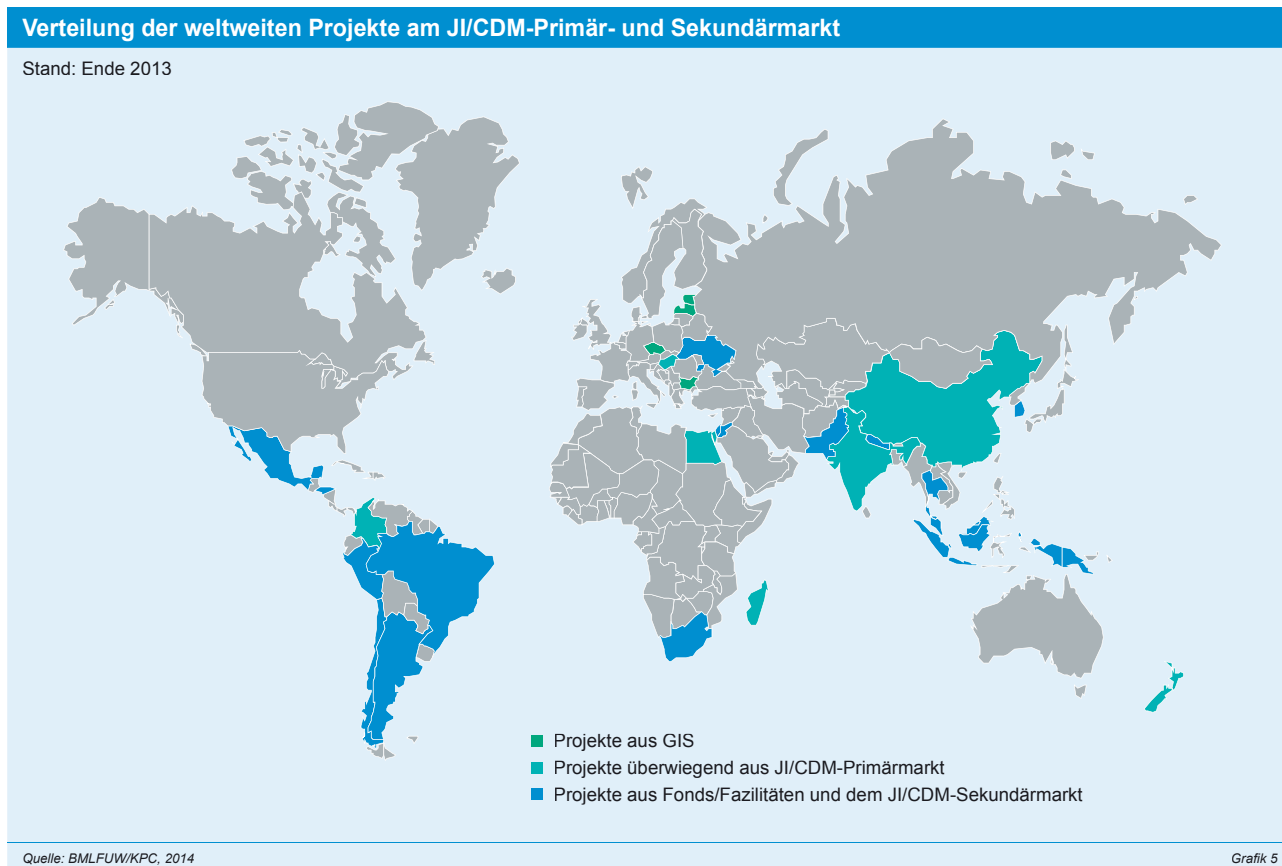 Verteilung der weltweiten Projekte am JI/CDM-Primär- und Sekundärmarkt
Stand: Ende 2013
Projekte aus GIS
Projekte überwiegend aus JI/CDM-Primärmarkt
Projekte aus Fonds/Fazilitäten und dem JI/CDM-Sekundärmarkt
Quelle: BMLFUW/KPC, 2014
Grafik 5